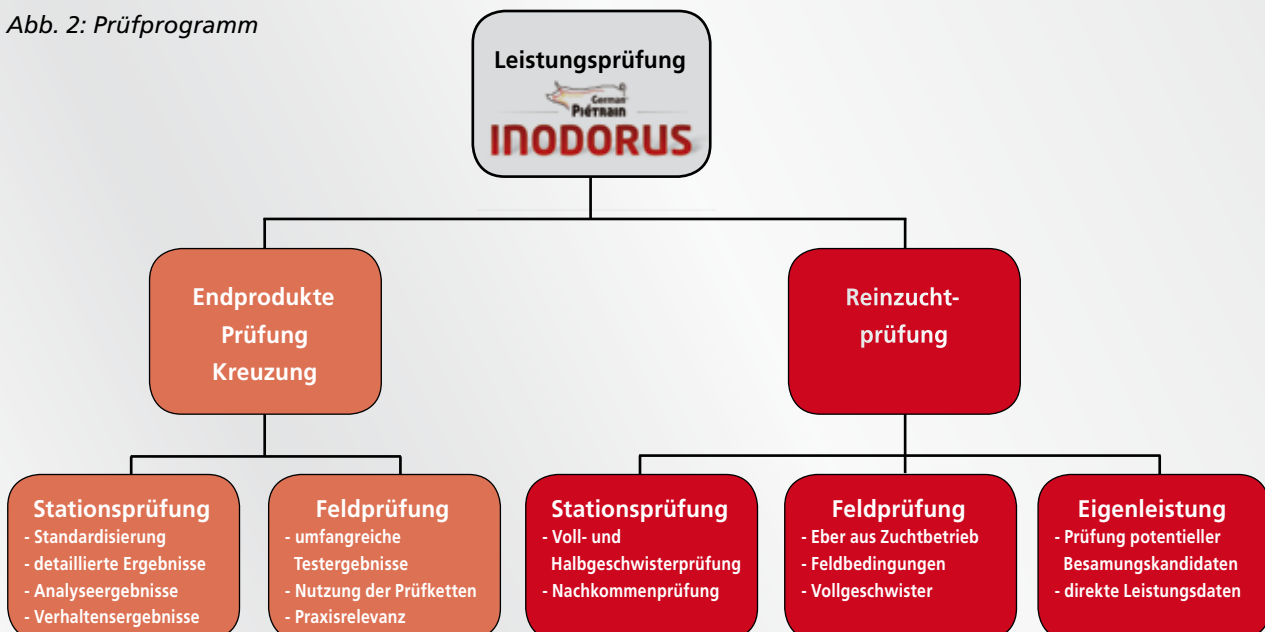 Abb. 2: Prüfprogramm
Leistungsprüfung
German
PIÉTRAIN
INODORUS
Endprodukte
Prüfung
Kreuzung
Reinzucht-
prüfung
Stationsprüfung
- Standardisierung
- detaillierte Ergebnisse
- Analyseergebnisse
- Verhaltensergebnisse
Feldprüfung
- umfangreiche
Testergebnisse
- Nutzung der Prüfketten
- Praxisrelevanz
Stationsprüfung
- Voll- und
Halbgeschwisterprüfung
- Nachkommenprüfung
Feldprüfung
- Eber aus Zuchtbetrieb
- Feldbedingungen
- Vollgeschwister
Eigenleistung
- Prüfung potentieller
Besamungskandidaten
- direkte Leistungsdaten